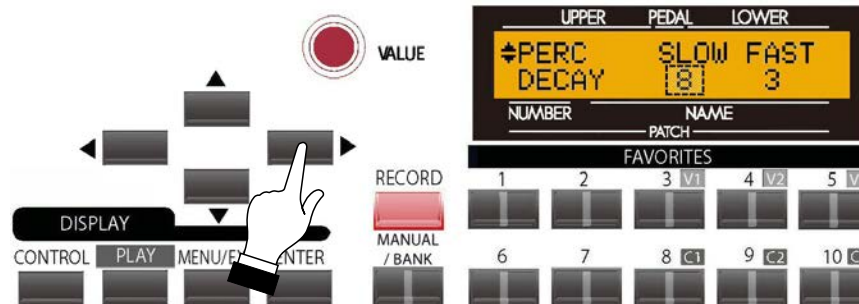 UPPER PEDAL LOWER
PERC SLOW FAST
DECAY 8 3
NUMBER NAME
PATCH
VALUE
FAVORITES
RECORD
1 2 3 V1 4 V2 5
DISPLAY
CONTROL PLAY
MANUAL
/ BANK
6 7 8 C1 9 C2 10